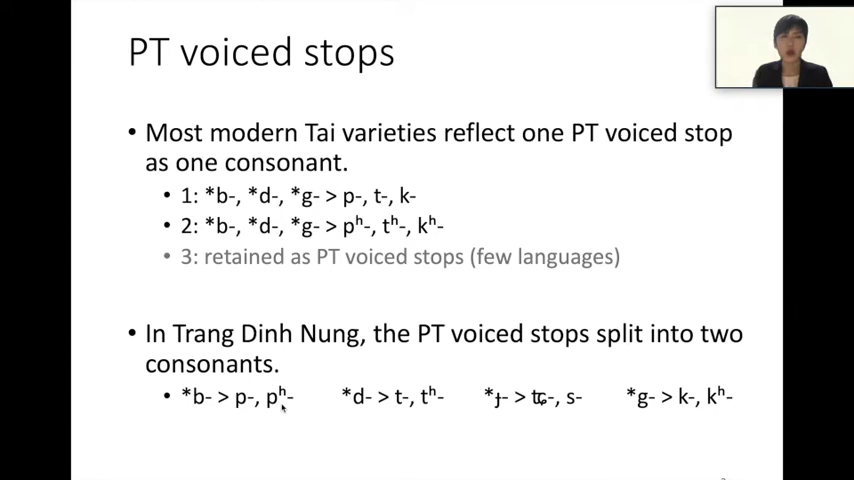 PT voiced stops
• Most modern Tai varieties reflect one PT voiced stop
as one consonant.
• 1: *b-, *d-, *g- > p-, t-, k-
• 2: *b-, *d-, *g- > pʰ-, tʰ-, kʰ-
• 3: retained as PT voiced stops (few languages)
• In Trang Dinh Nung, the PT voiced stops split into two
consonants.
• *b- > p-, pʰ- *d- > t-, tʰ- *ɟ- > tɕ-, s- *g- > k-, kʰ-